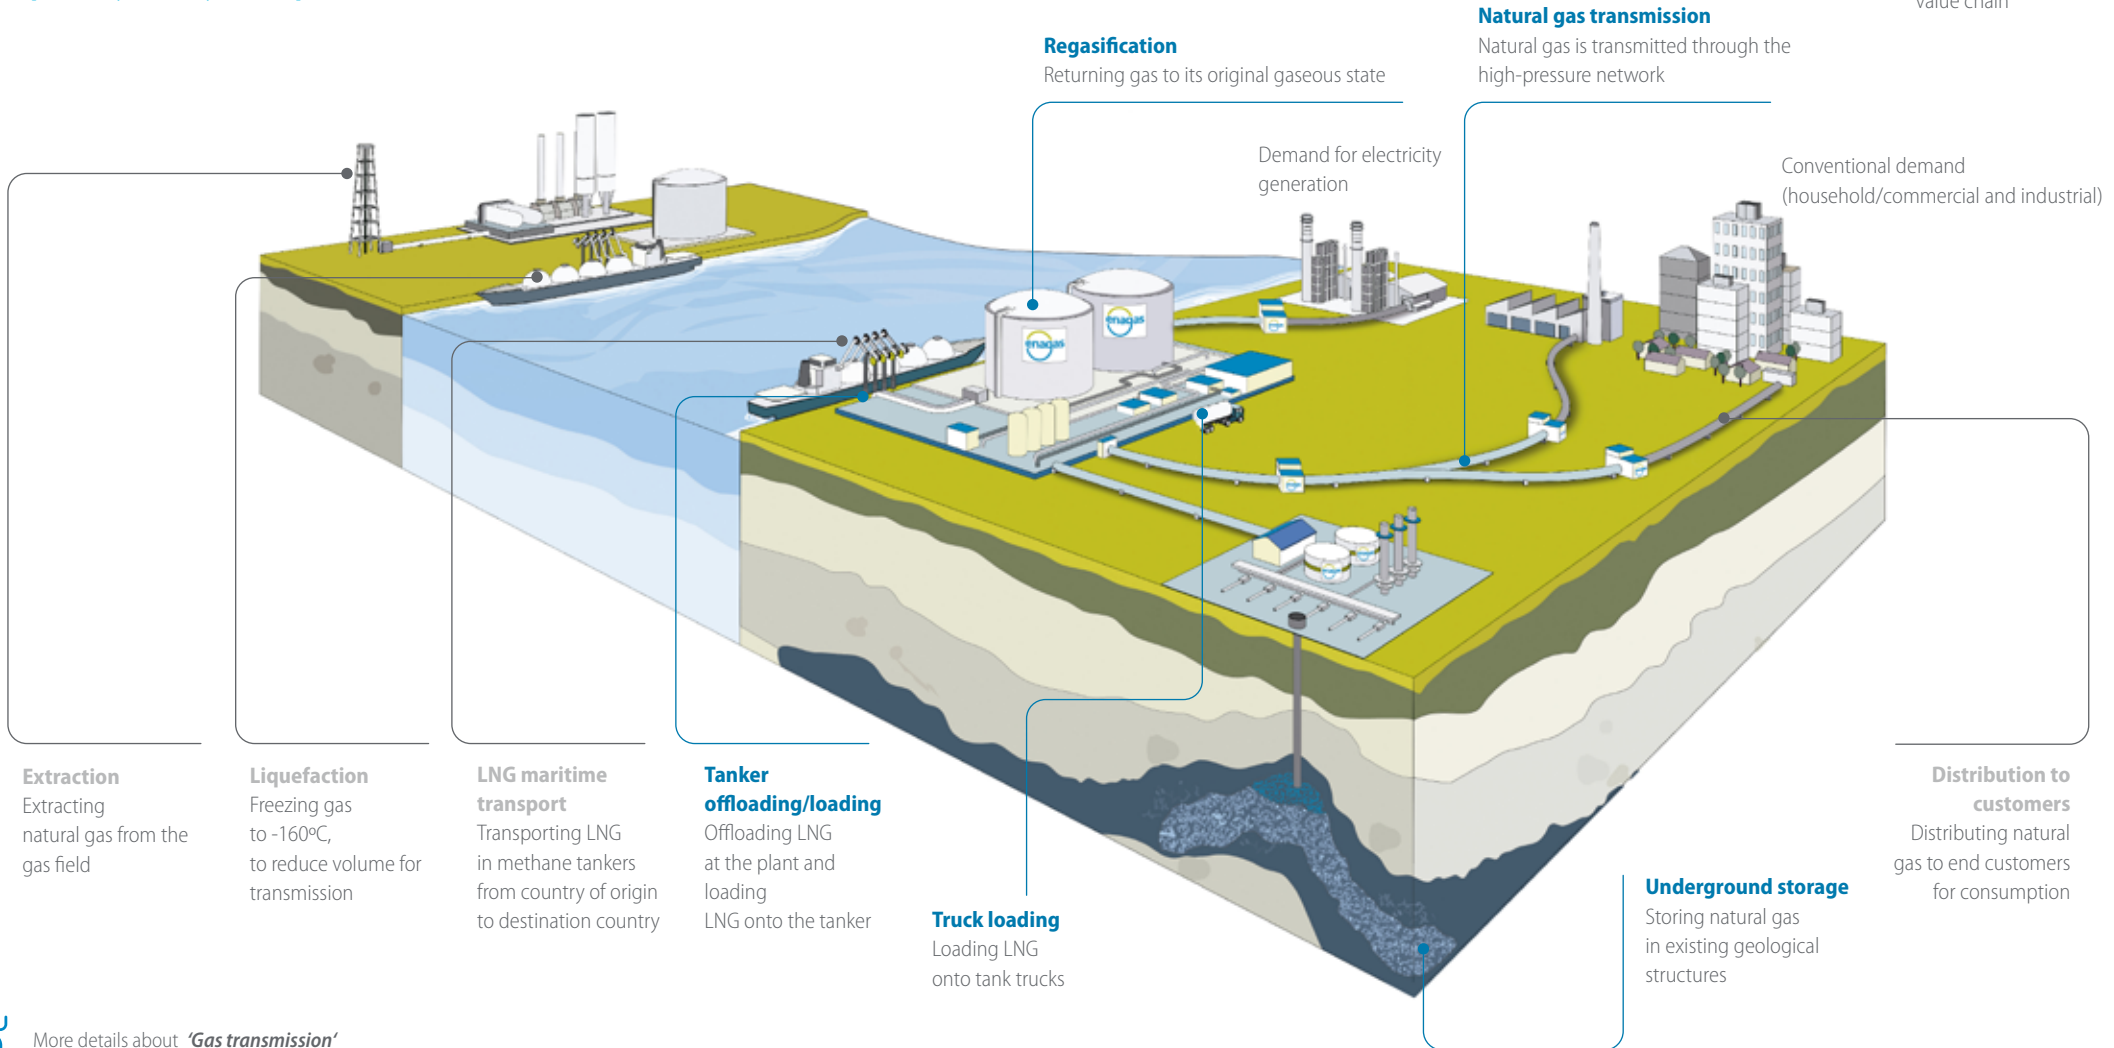 value chain
Natural gas transmission
Natural gas is transmitted through the
high-pressure network
Regasification
Returning gas to its original gaseous state
Demand for electricity
generation
Conventional demand
(household/commercial and industrial)
enagas
enagas
Extraction
Extracting
natural gas from the
gas field
Liquefaction
Freezing gas
to -160ºC,
to reduce volume for
transmission
LNG maritime
transport
Transporting LNG
in methane tankers
from country of origin
to destination country
Tanker
offloading/loading
Offloading LNG
at the plant and
loading
LNG onto the tanker
Truck loading
Loading LNG
onto tank trucks
Underground storage
Storing natural gas
in existing geological
structures
Distribution to
customers
Distributing natural
gas to end customers
for consumption
More details about 'Gas transmission'